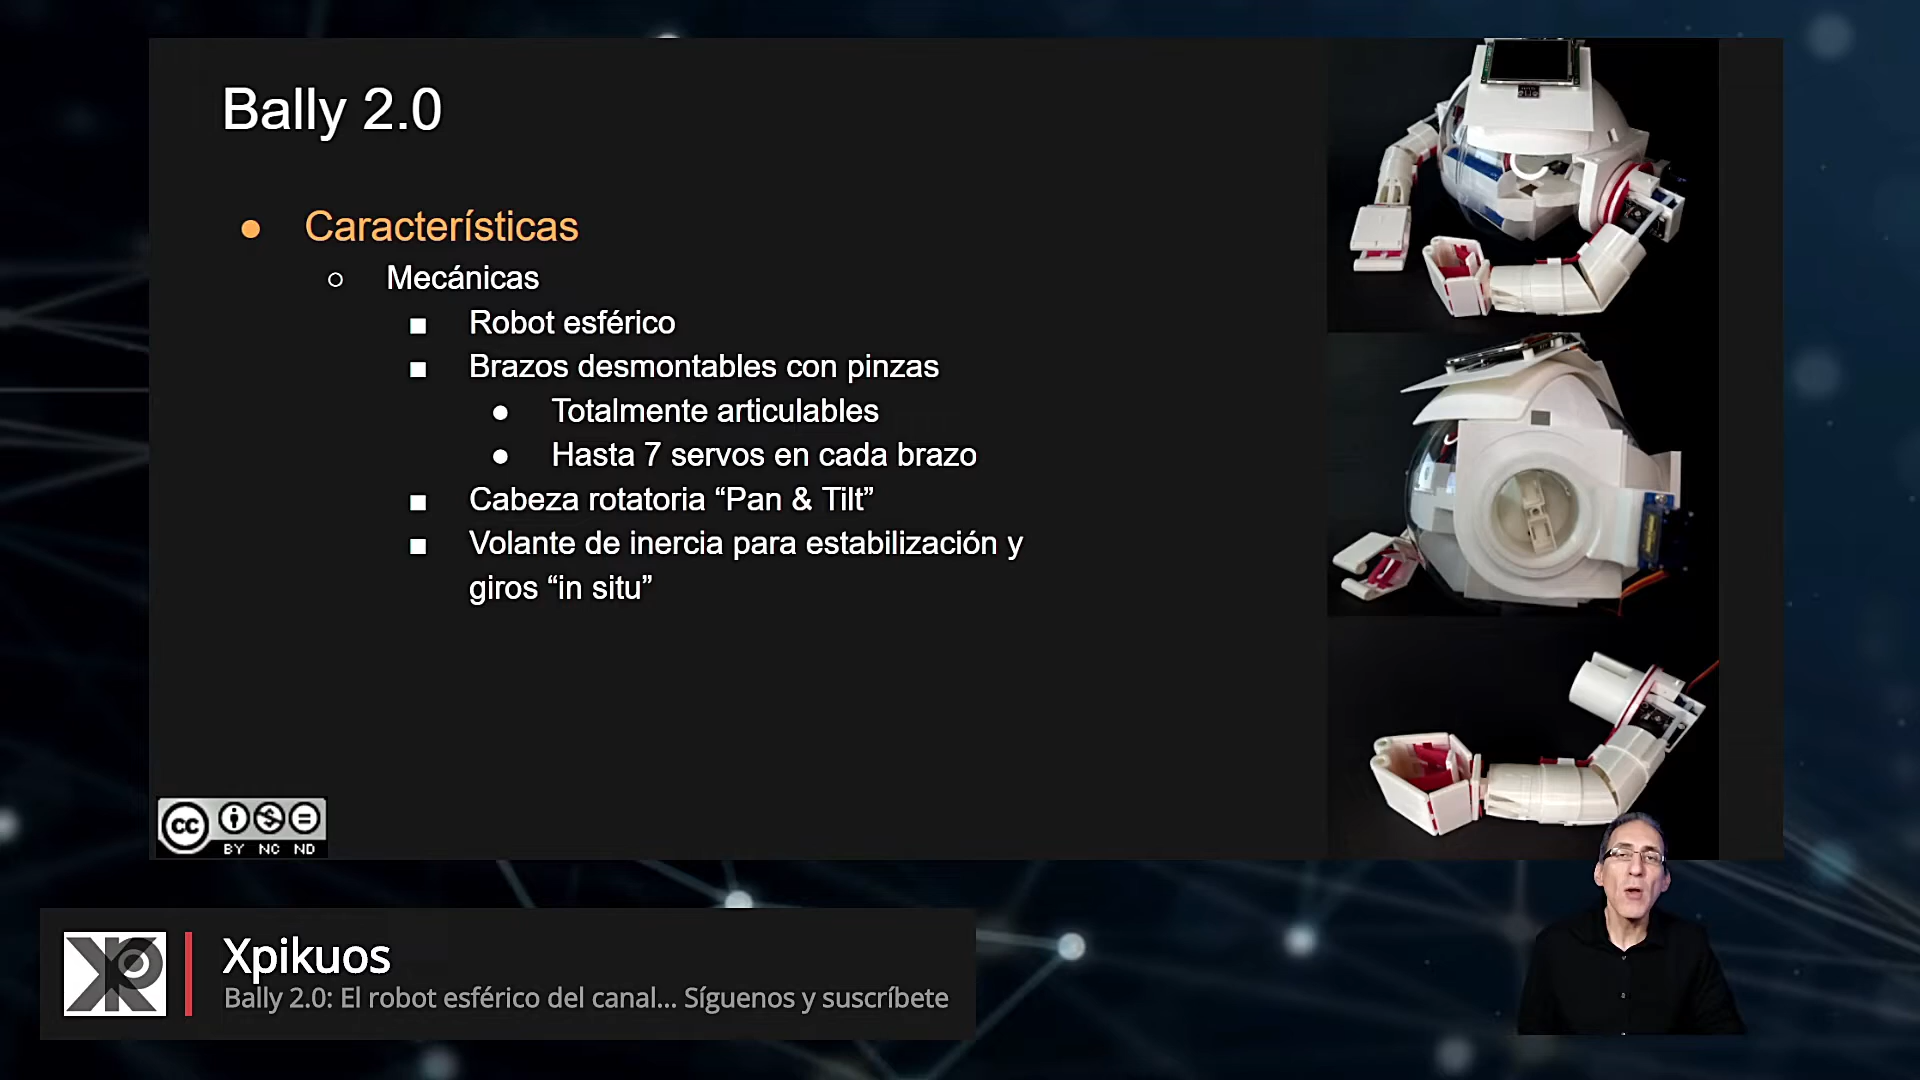 Bally 2.0
Características
Mecánicas
Robot esférico
Brazos desmontables con pinzas
Totalmente articulables
Hasta 7 servos en cada brazo
Cabeza rotatoria “Pan & Tilt”
Volante de inercia para estabilización y
giros “in situ”
cc
BY NC ND
Xpikuos
Bally 2.0: El robot esférico del canal... Síguenos y suscríbete